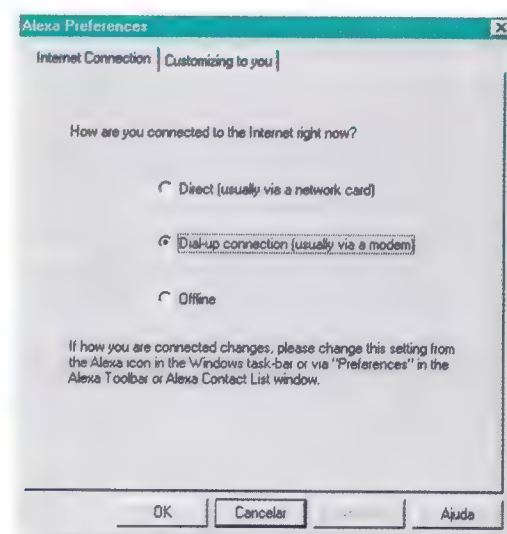 Alexa Preferences
Internet Connection
Customizing to you
How are you connected to the Internet right now?
Direct (usually via a network card)
Dial-up connection (usually via a modem)
Offline
If how you are connected changes, please change this setting from
the Alexa icon in the Windows task-bar or via "Preferences" in the
Alexa Toolbar or Alexa Contact List window.
OK
Cancelar
Ajuda